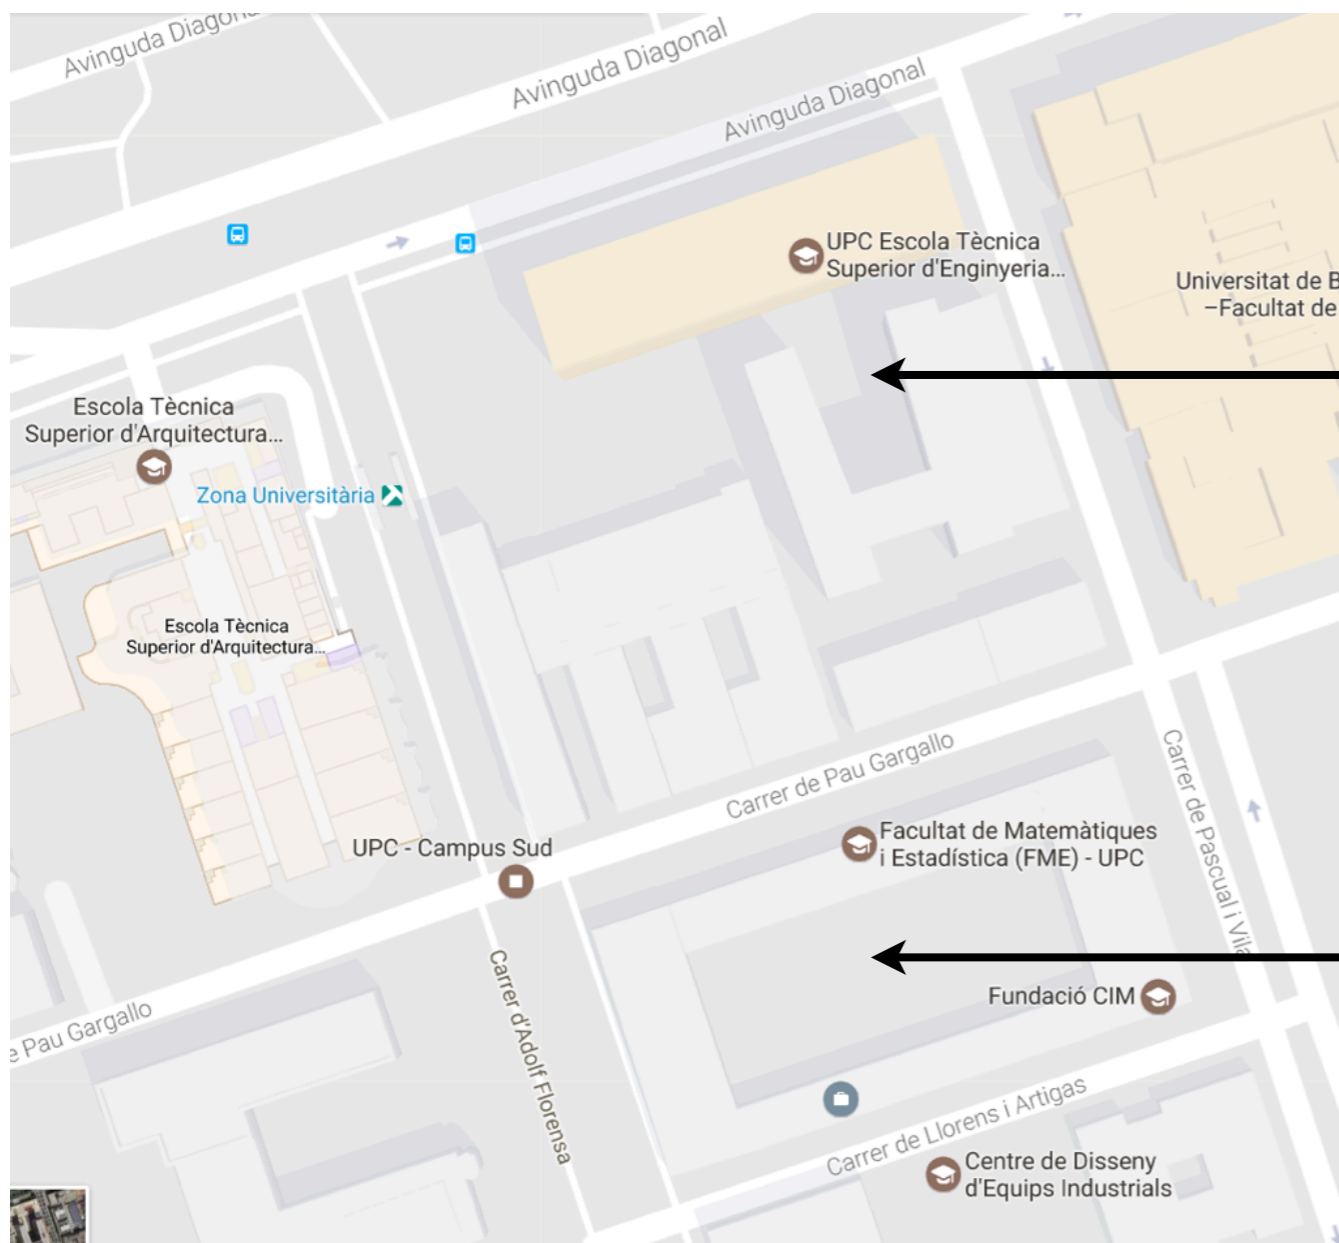 Avinguda Diagonal
Avinguda Diagonal
Avinguda Diagonal
UPC Escola Tècnica
Superior d'Enginyeria...
Universitat de B
–Facultat de
Escola Tècnica
Superior d'Arquitectura...
Zona Universitària
Escola Tècnica
Superior d'Arquitectura...
Carrer de Pau Gargallo
Carrer de Pascual i Vila
Facultat de Matemàtiques
i Estadística (FME) - UPC
UPC - Campus Sud
Carrer d'Adolf Florensa
Fundació CIM
e Pau Gargallo
Carrer de Llorens i Artigas
Centre de Disseny
d'Equips Industrials